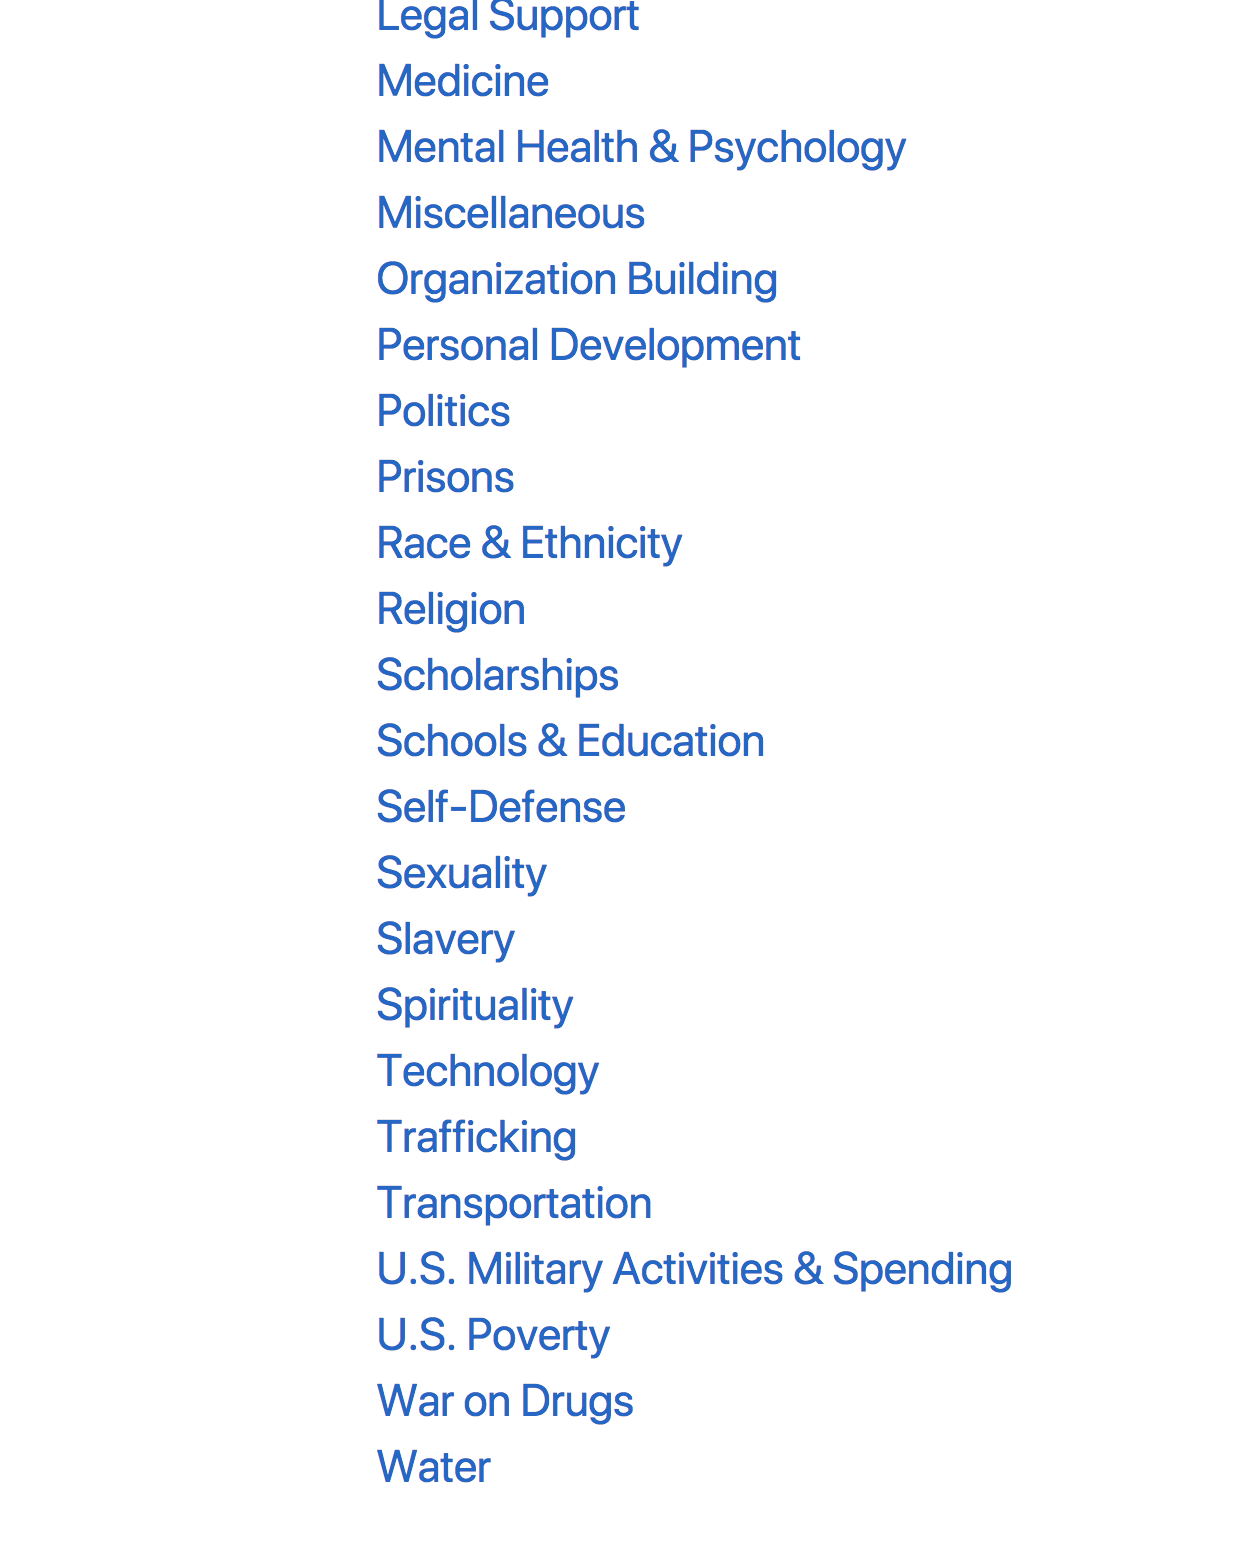 Legal Support
Medicine
Mental Health & Psychology
Miscellaneous
Organization Building
Personal Development
Politics
Prisons
Race & Ethnicity
Religion
Scholarships
Schools & Education
Self-Defense
Sexuality
Slavery
Spirituality
Technology
Trafficking
Transportation
U.S. Military Activities & Spending
U.S. Poverty
War on Drugs
Water